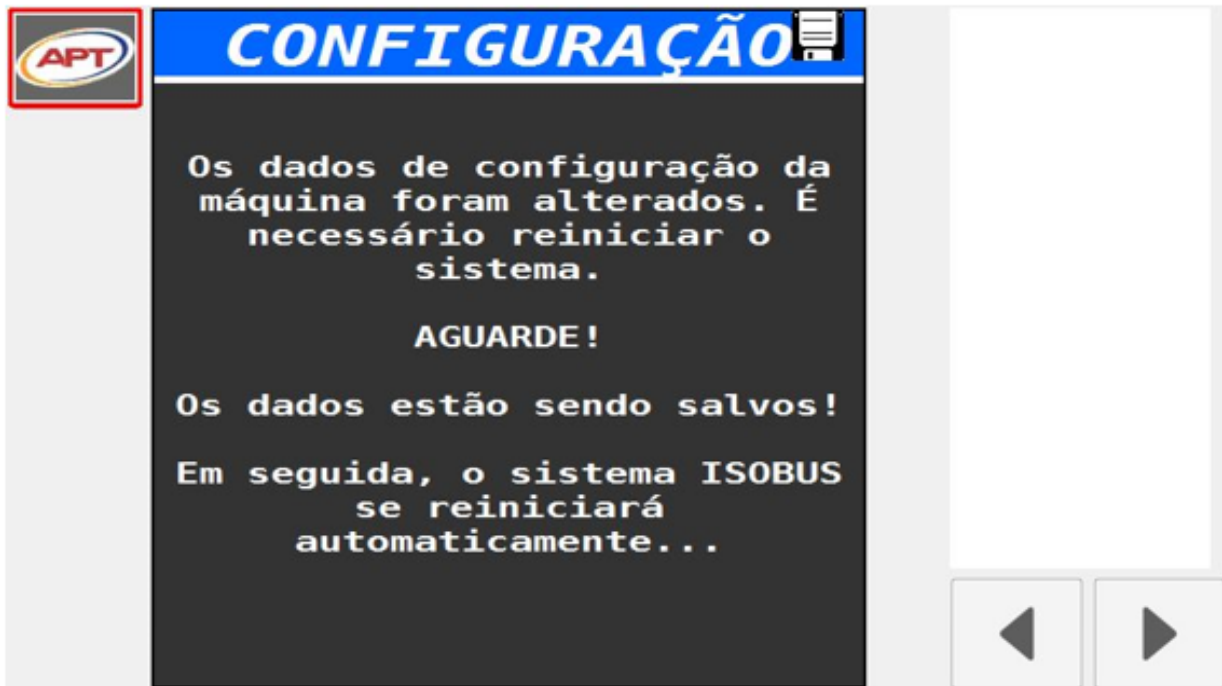 APT
CONFIGURAÇÃO
Os dados de configuração da
máquina foram alterados. É
necessário reiniciar o
sistema.
AGUARDE!
Os dados estão sendo salvos!
Em seguida, o sistema ISOBUS
se reiniciará
automaticamente...